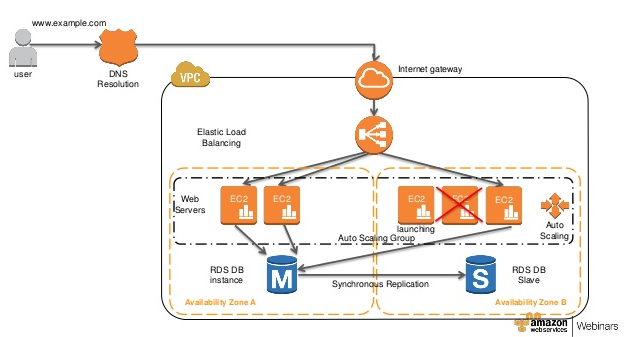 www.example.com
user
DNS
Resolution
Internet gateway
VPC
Elastic Load
Balancing
Web
Servers
EC2
EC2
EC2
EC2
EC2
launching
Auto Scaling Group
Auto
Scaling
RDS DB
instance
M
Synchronous Replication
S
RDS DB
Slave
Availability Zone A
Availability Zone B
amazon
webservices
Webinars